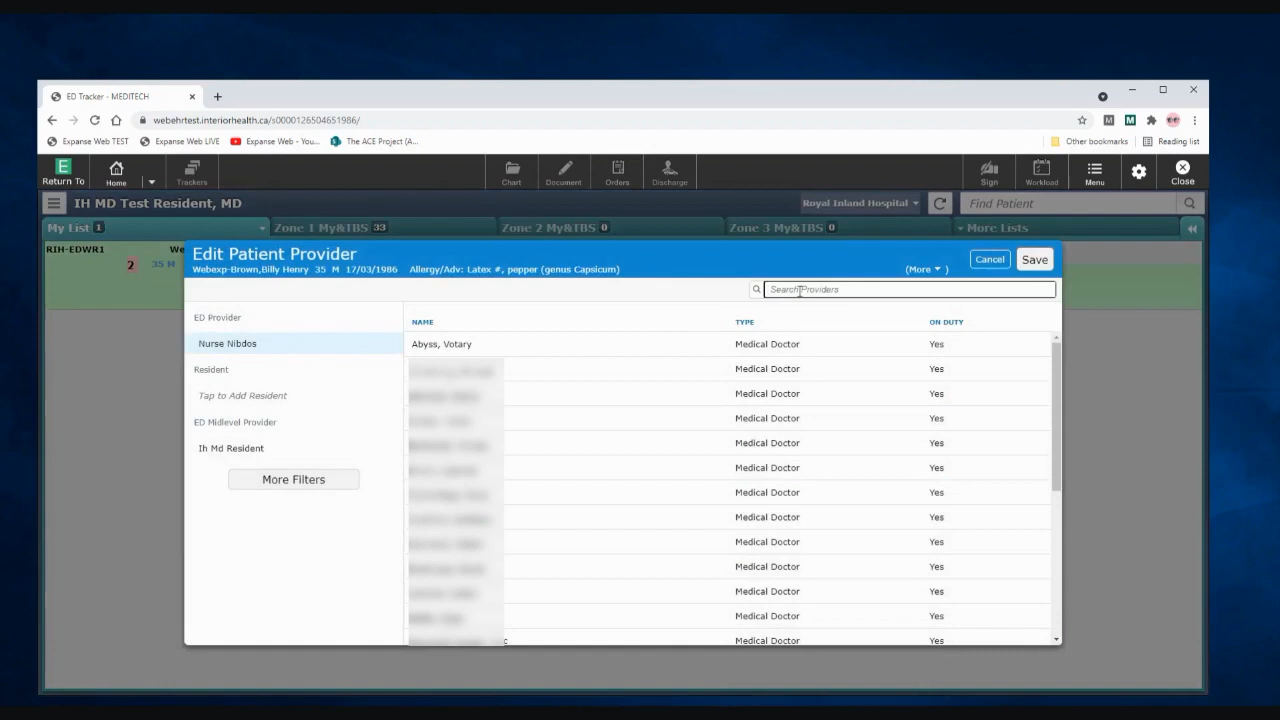 ED Tracker - MEDITECH
webehrtest.interiorhealth.ca/s0000126504651986/
Expanse Web TEST Expanse Web LIVE Expanse Web - You... The ACE Project (A... Other bookmarks Reading list
Return To Home Trackers Chart Document Orders Discharge Sign Workload Menu Close
IH MD Test Resident, MD Royal Inland Hospital Find Patient
My List 1 Zone 1 My&TBS 33 Zone 2 My&TBS 0 Zone 3 My&TBS 0 More Lists
RIH-EDWR1 We
2 35 M
Edit Patient Provider Cancel Save
Webexp-Brown,Billy Henry 35 M 17/03/1986 Allergy/Adv: Latex #, pepper (genus Capsicum) (More )
Search Providers
ED Provider NAME TYPE ON DUTY
Nurse Nibdos Abyss, Votary Medical Doctor Yes
Resident Medical Doctor Yes
Tap to Add Resident Medical Doctor Yes
ED Midlevel Provider Medical Doctor Yes
Ih Md Resident Medical Doctor Yes
More Filters Medical Doctor Yes
Medical Doctor Yes
Medical Doctor Yes
Medical Doctor Yes
Medical Doctor Yes
Medical Doctor Yes
Medical Doctor Yes
Medical Doctor Yes